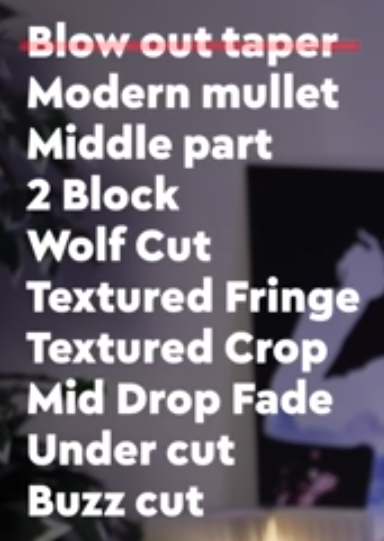 Blow out taper
Modern mullet
Middle part
2 Block
Wolf Cut
Textured Fringe
Textured Crop
Mid Drop Fade
Under cut
Buzz cut